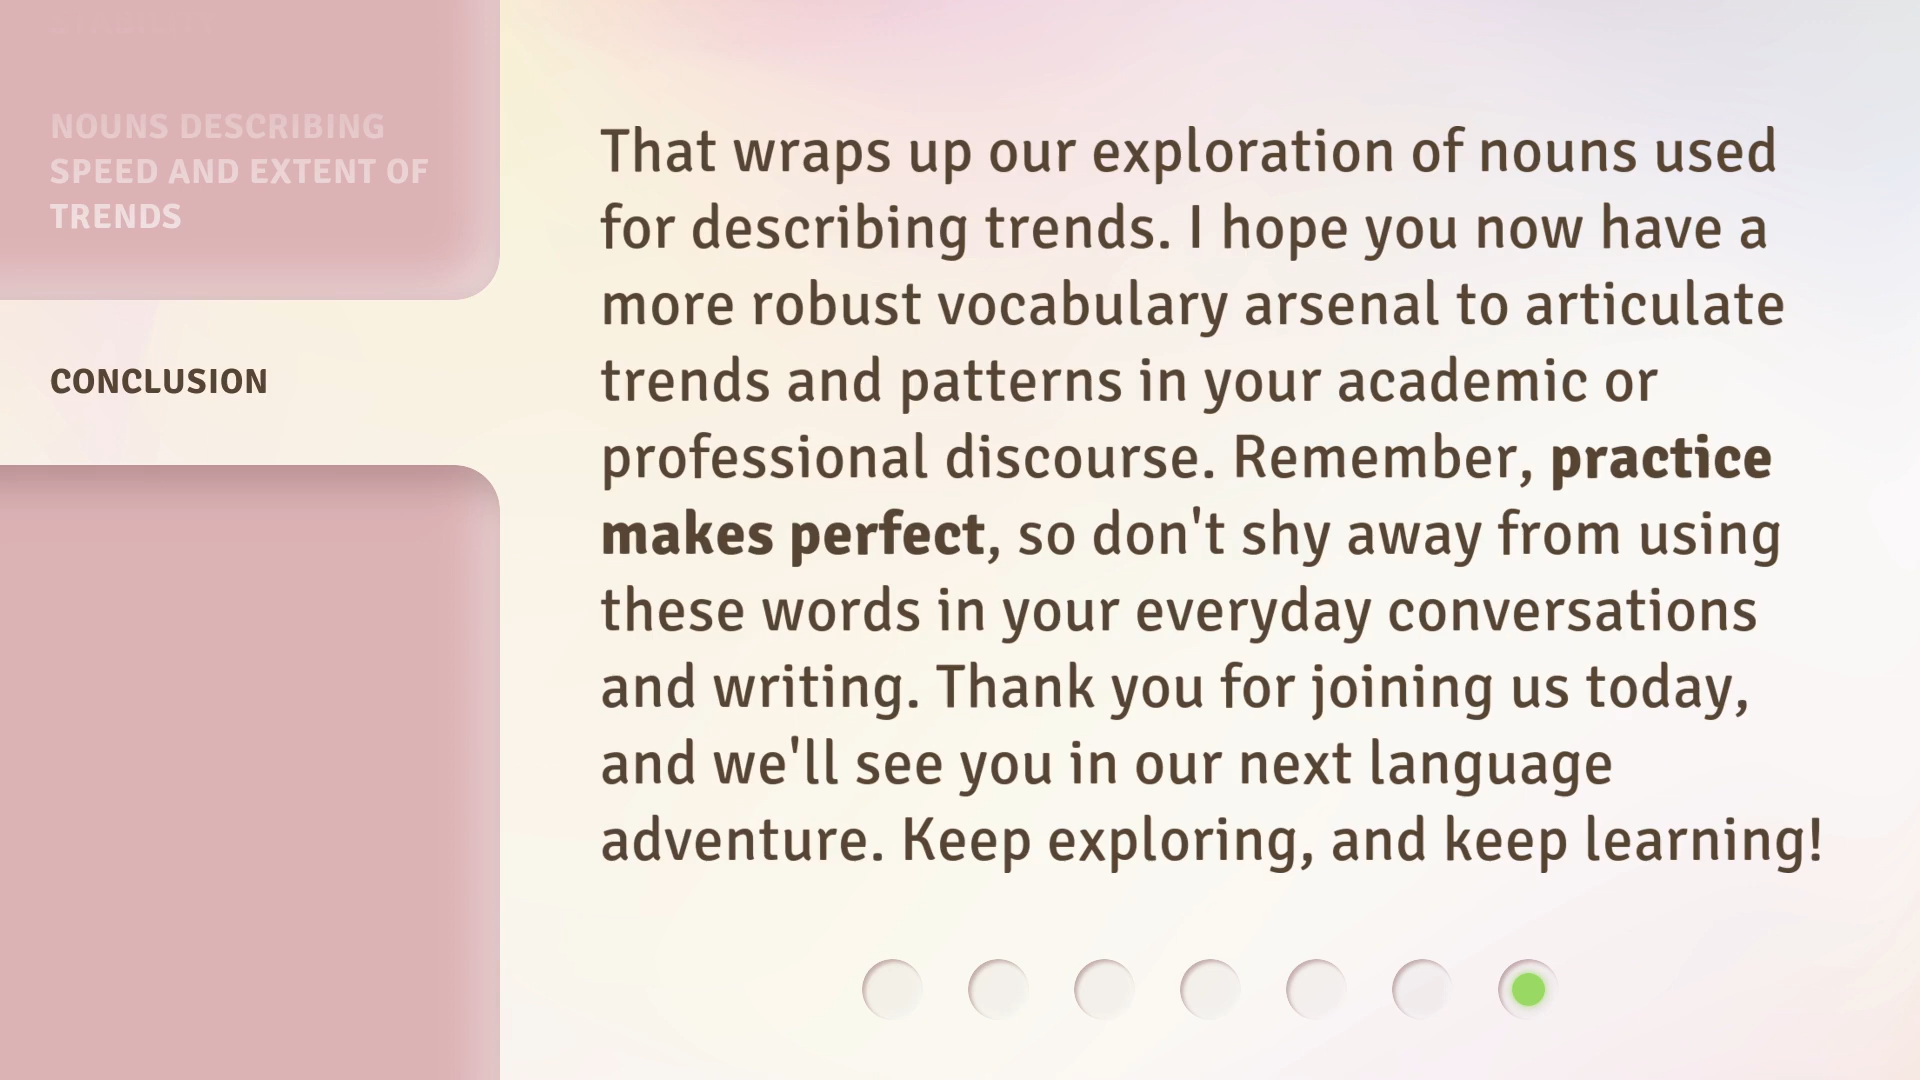 NOUNS DESCRIBING
SPEED AND EXTENT OF
TRENDS
CONCLUSION
That wraps up our exploration of nouns used
for describing trends. I hope you now have a
more robust vocabulary arsenal to articulate
trends and patterns in your academic or
professional discourse. Remember, practice
makes perfect, so don't shy away from using
these words in your everyday conversations
and writing. Thank you for joining us today,
and we'll see you in our next language
adventure. Keep exploring, and keep learning!